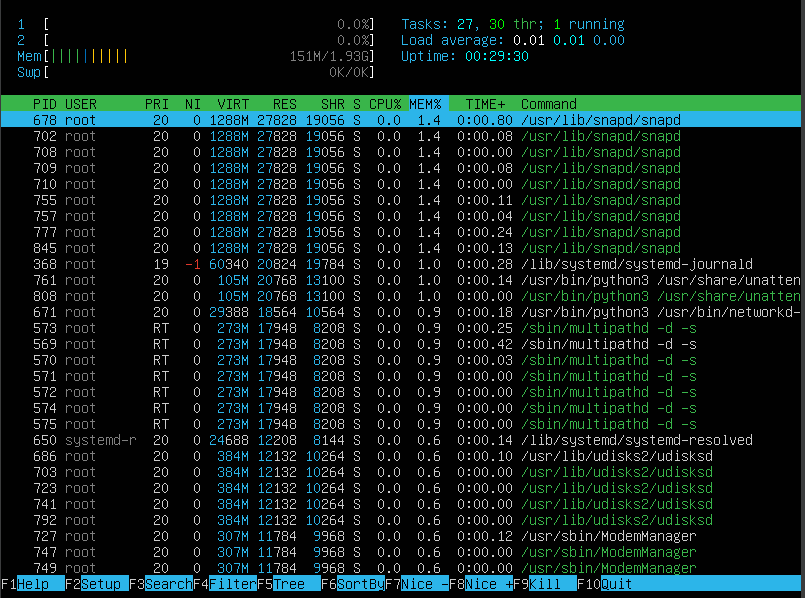 1 [ 0.0%] Tasks: 27, 30 thr; 1 running
2 [ 0.0%] Load average: 0.01 0.01 0.00
Mem[|||||||||| 151M/1.93G] Uptime: 00:29:30
Swp[ 0K/0K]
PID USER PRI NI VIRT RES SHR S CPU% MEM% TIME+ Command
678 root 20 0 1288M 27828 19056 S 0.0 1.4 0:00.80 /usr/lib/snapd/snapd
702 root 20 0 1288M 27828 19056 S 0.0 1.4 0:00.08 /usr/lib/snapd/snapd
708 root 20 0 1288M 27828 19056 S 0.0 1.4 0:00.00 /usr/lib/snapd/snapd
709 root 20 0 1288M 27828 19056 S 0.0 1.4 0:00.08 /usr/lib/snapd/snapd
710 root 20 0 1288M 27828 19056 S 0.0 1.4 0:00.00 /usr/lib/snapd/snapd
755 root 20 0 1288M 27828 19056 S 0.0 1.4 0:00.11 /usr/lib/snapd/snapd
757 root 20 0 1288M 27828 19056 S 0.0 1.4 0:00.04 /usr/lib/snapd/snapd
777 root 20 0 1288M 27828 19056 S 0.0 1.4 0:00.24 /usr/lib/snapd/snapd
845 root 20 0 1288M 27828 19056 S 0.0 1.4 0:00.13 /usr/lib/snapd/snapd
368 root 19 -1 60340 20824 19784 S 0.0 1.0 0:00.28 /lib/systemd/systemd-journald
761 root 20 0 105M 20768 13100 S 0.0 1.0 0:00.14 /usr/bin/python3 /usr/share/unatten
808 root 20 0 105M 20768 13100 S 0.0 1.0 0:00.00 /usr/bin/python3 /usr/share/unatten
671 root 20 0 29388 18564 10564 S 0.0 0.9 0:00.18 /usr/bin/python3 /usr/bin/networkd-
573 root RT 0 273M 17948 8208 S 0.0 0.9 0:00.25 /sbin/multipathd -d -s
569 root RT 0 273M 17948 8208 S 0.0 0.9 0:00.42 /sbin/multipathd -d -s
570 root RT 0 273M 17948 8208 S 0.0 0.9 0:00.03 /sbin/multipathd -d -s
571 root RT 0 273M 17948 8208 S 0.0 0.9 0:00.00 /sbin/multipathd -d -s
572 root RT 0 273M 17948 8208 S 0.0 0.9 0:00.00 /sbin/multipathd -d -s
574 root RT 0 273M 17948 8208 S 0.0 0.9 0:00.00 /sbin/multipathd -d -s
575 root RT 0 273M 17948 8208 S 0.0 0.9 0:00.00 /sbin/multipathd -d -s
650 systemd-r 20 0 24688 12208 8144 S 0.0 0.6 0:00.14 /lib/systemd/systemd-resolved
686 root 20 0 384M 12132 10264 S 0.0 0.6 0:00.10 /usr/lib/udisks2/udisksd
703 root 20 0 384M 12132 10264 S 0.0 0.6 0:00.00 /usr/lib/udisks2/udisksd
723 root 20 0 384M 12132 10264 S 0.0 0.6 0:00.00 /usr/lib/udisks2/udisksd
741 root 20 0 384M 12132 10264 S 0.0 0.6 0:00.00 /usr/lib/udisks2/udisksd
792 root 20 0 384M 12132 10264 S 0.0 0.6 0:00.00 /usr/lib/udisks2/udisksd
727 root 20 0 307M 11784 9968 S 0.0 0.6 0:00.12 /usr/sbin/ModemManager
747 root 20 0 307M 11784 9968 S 0.0 0.6 0:00.00 /usr/sbin/ModemManager
749 root 20 0 307M 11784 9968 S 0.0 0.6 0:00.00 /usr/sbin/ModemManager
F1Help F2Setup F3SearchF4FilterF5Tree F6SortByF7Nice -F8Nice +F9Kill F10Quit